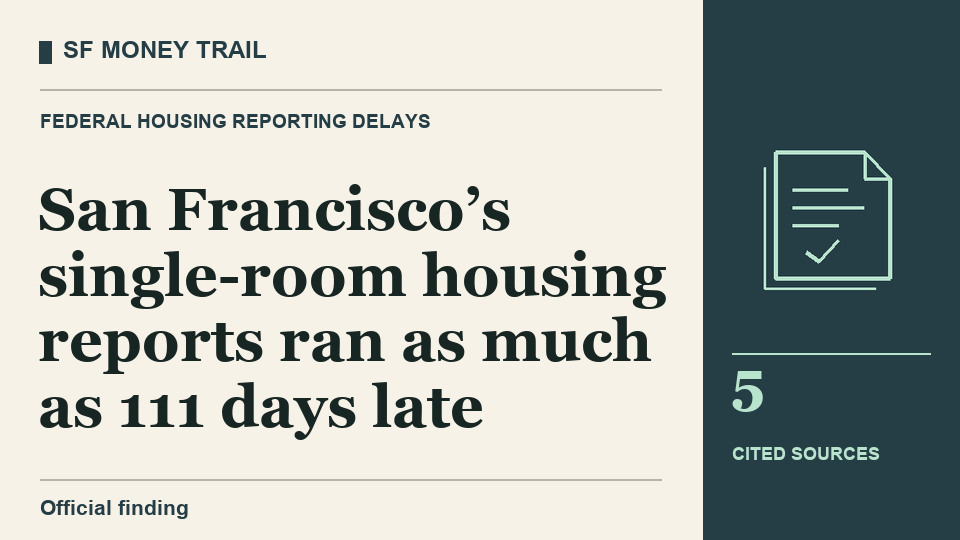 SF MONEY TRAIL
FEDERAL HOUSING REPORTING DELAYS
San Francisco’s
single-room housing
reports ran as much
as 111 days late
Official finding
5
CITED SOURCES